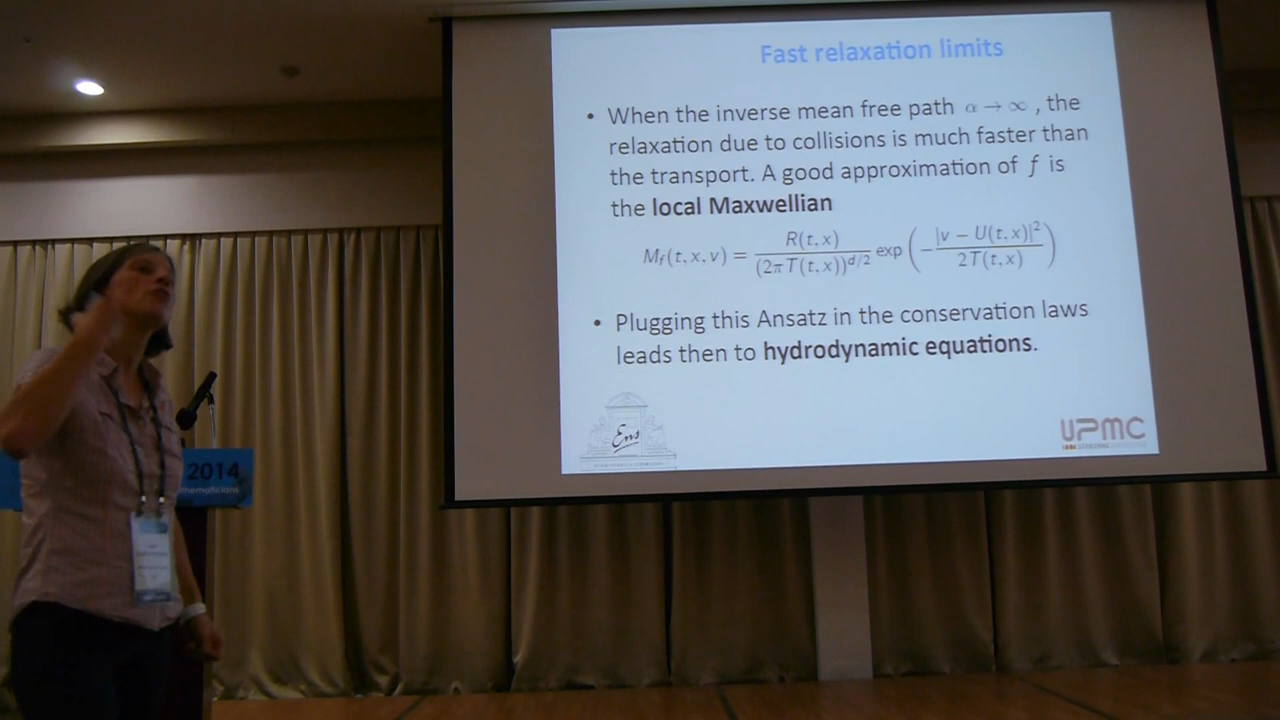 Fast relaxation limits
• When the inverse mean free path α → ∞ , the
relaxation due to collisions is much faster than
the transport. A good approximation of f is
the local Maxwellian
M_f(t, x, v) = R(t, x) / (2πT(t, x))^{d/2} exp ( − |v − U(t, x)|² / 2T(t, x) )
• Plugging this Ansatz in the conservation laws
leads then to hydrodynamic equations.
Ens
UPMC
2014
thematicians